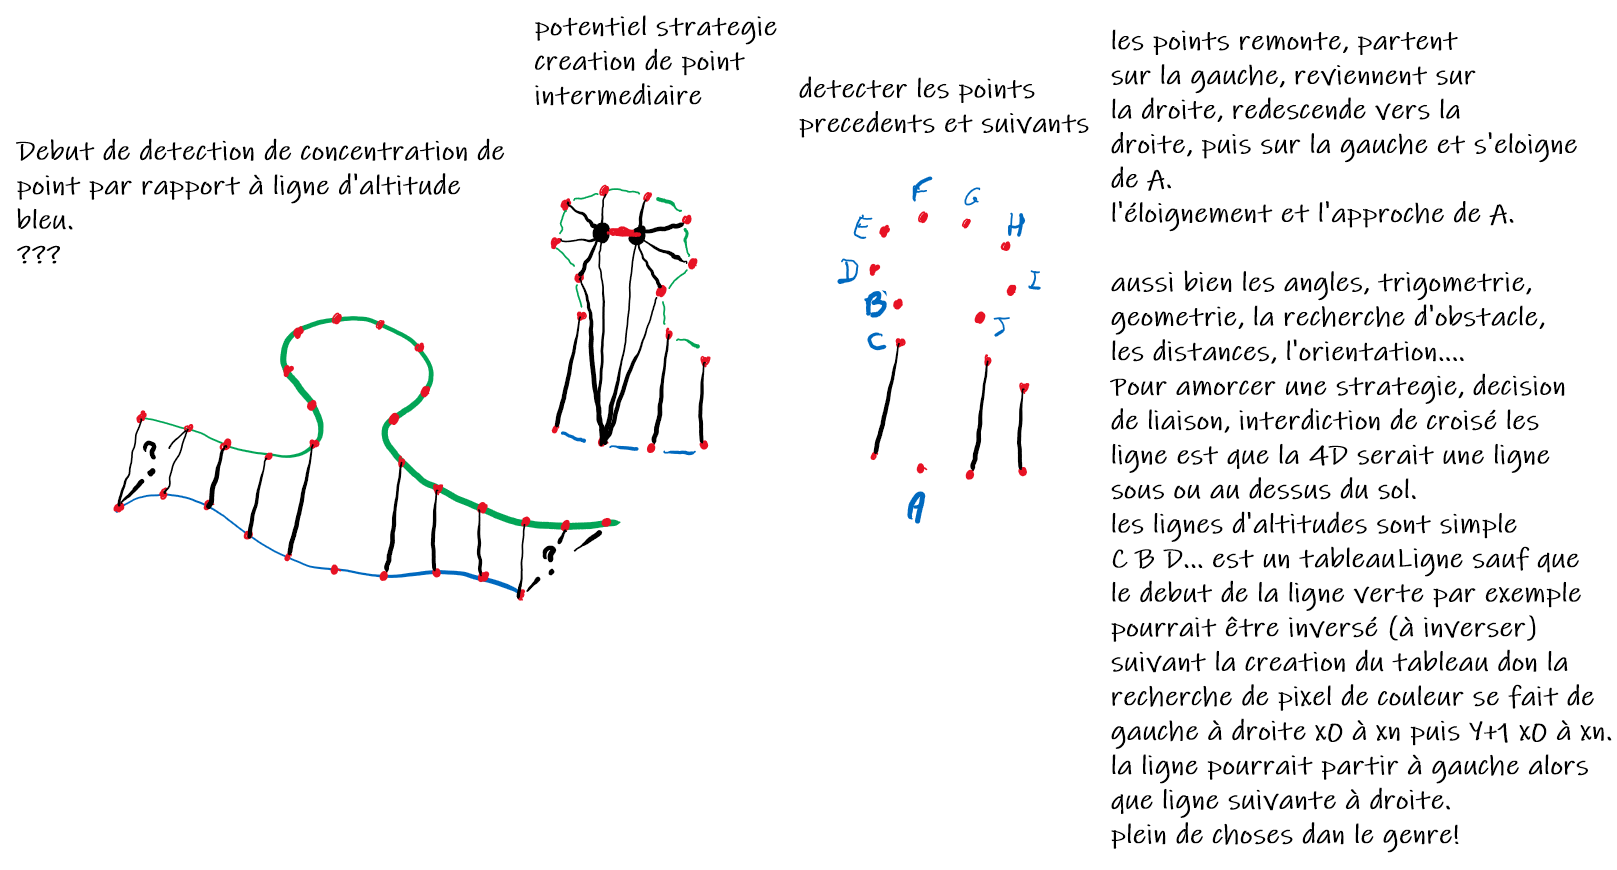 potentiel strategie
creation de point
intermediaire
detecter les points
precedents et suivants
Debut de detection de concentration de
point par rapport à ligne d'altitude
bleu.
???
les points remonte, partent
sur la gauche, reviennent sur
la droite, redescende vers la
droite, puis sur la gauche et s'eloigne
de A.
l'éloignement et l'approche de A.
aussi bien les angles, trigometrie,
geometrie, la recherche d'obstacle,
les distances, l'orientation....
Pour amorcer une strategie, decision
de liaison, interdiction de croisé les
ligne est que la 4D serait une ligne
sous ou au dessus du sol.
les lignes d'altitudes sont simple
C B D... est un tableauLigne sauf que
le debut de la ligne verte par exemple
pourrait être inversé (à inverser)
suivant la creation du tableau don la
recherche de pixel de couleur se fait de
gauche à droite x0 à xn puis Y+1 x0 à xn.
la ligne pourrait partir à gauche alors
que ligne suivante à droite.
plein de choses dan le genre!
F
G
E
H
D
I
B
J
C
A
?
?